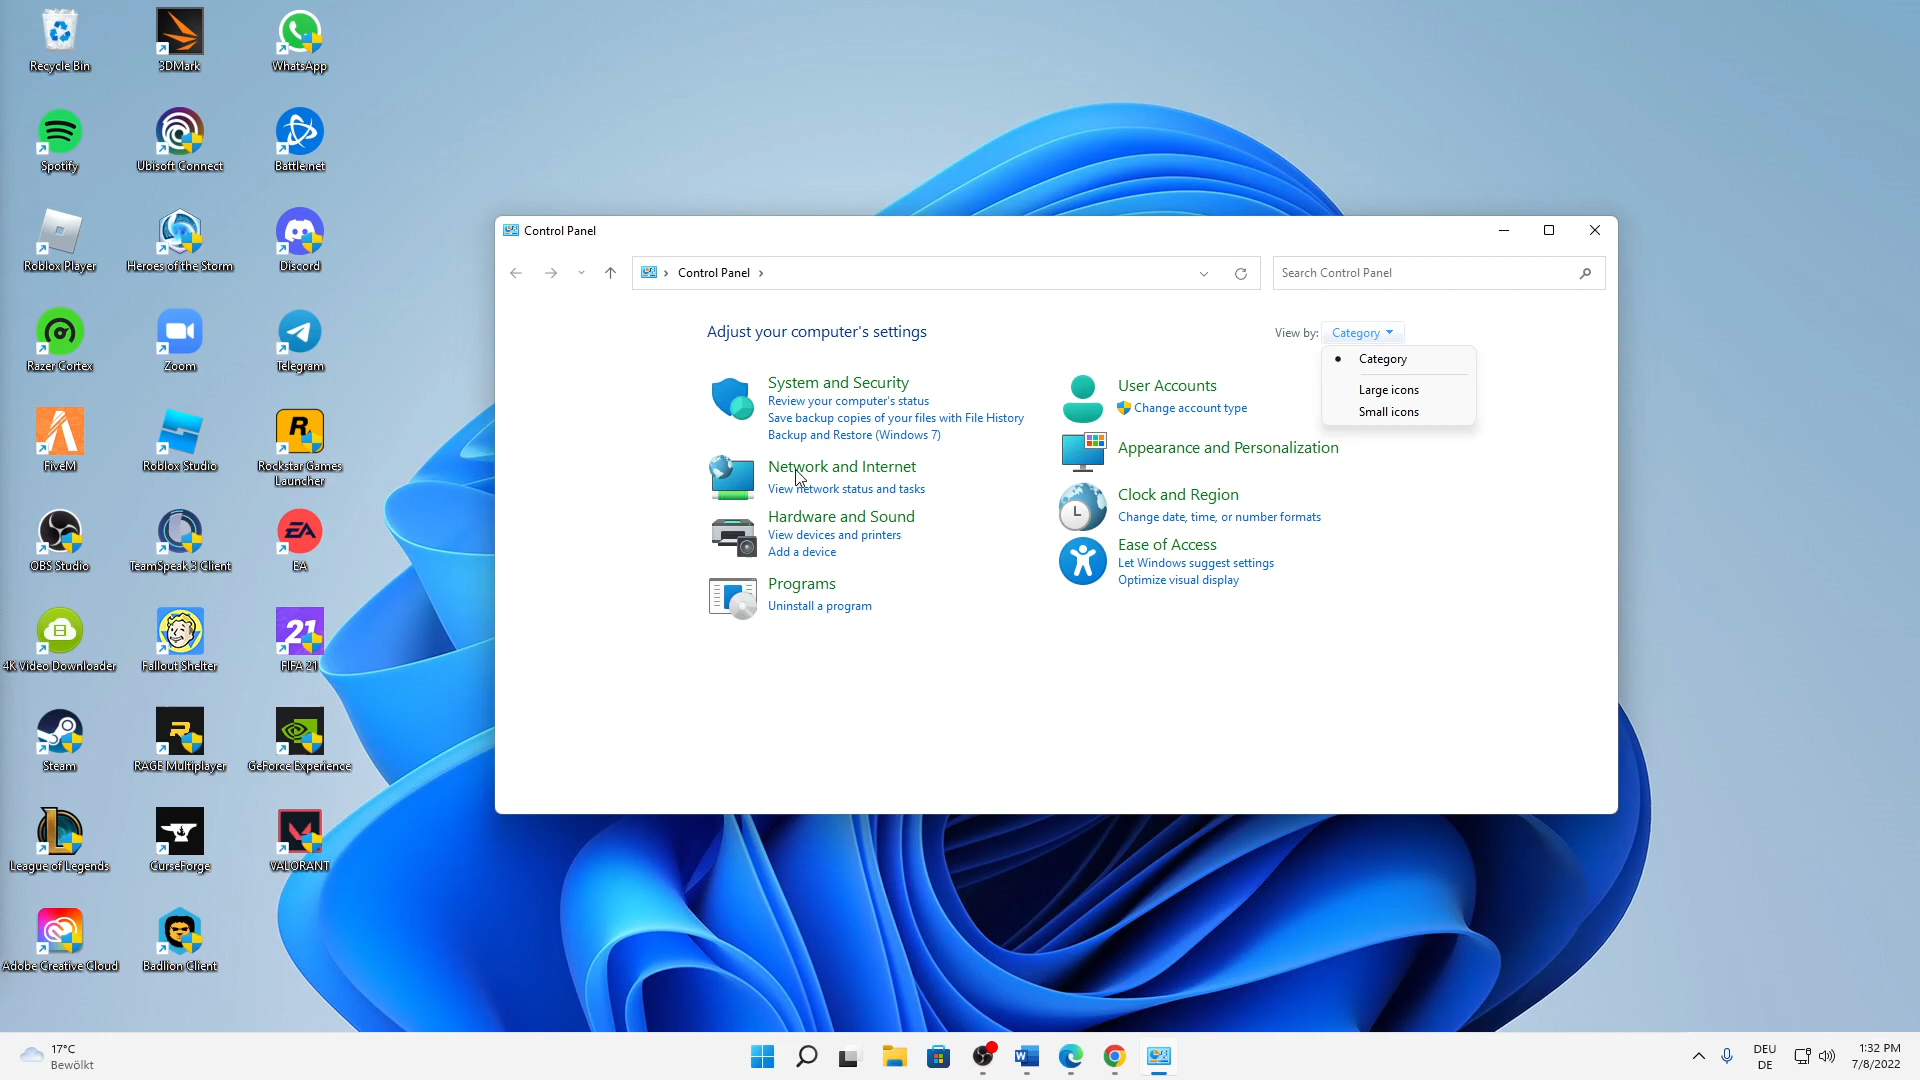 Recycle Bin
3DMark
WhatsApp
Spotify
Ubisoft Connect
Battle.net
Roblox Player
Heroes of the Storm
Discord
Razer Cortex
Zoom
Telegram
FiveM
Roblox Studio
Rockstar Games
Launcher
OBS Studio
TeamSpeak 3 Client
EA
4K Video Downloader
Fallout Shelter
FIFA 21
Steam
RAGE Multiplayer
GeForce Experience
League of Legends
CurseForge
VALORANT
Adobe Creative Cloud
Badlion Client
Control Panel
Control Panel
Search Control Panel
Adjust your computer's settings
View by: Category
Category
Large icons
Small icons
System and Security
Review your computer's status
Save backup copies of your files with File History
Backup and Restore (Windows 7)
Network and Internet
View network status and tasks
Hardware and Sound
View devices and printers
Add a device
Programs
Uninstall a program
User Accounts
Change account type
Appearance and Personalization
Clock and Region
Change date, time, or number formats
Ease of Access
Let Windows suggest settings
Optimize visual display
17°C
Bewölkt
DEU
DE
1:32 PM
7/8/2022